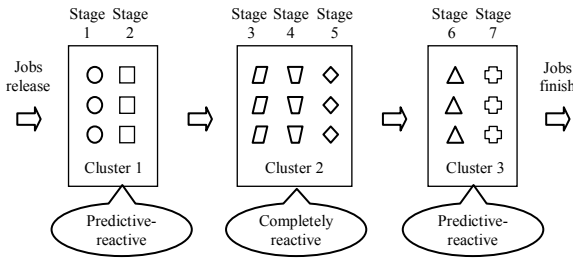 Stage Stage
1 2
Stage Stage Stage
3 4 5
Stage Stage
6 7
Jobs
release
Jobs
finish
Cluster 1
Cluster 2
Cluster 3
Predictive-
reactive
Completely
reactive
Predictive-
reactive